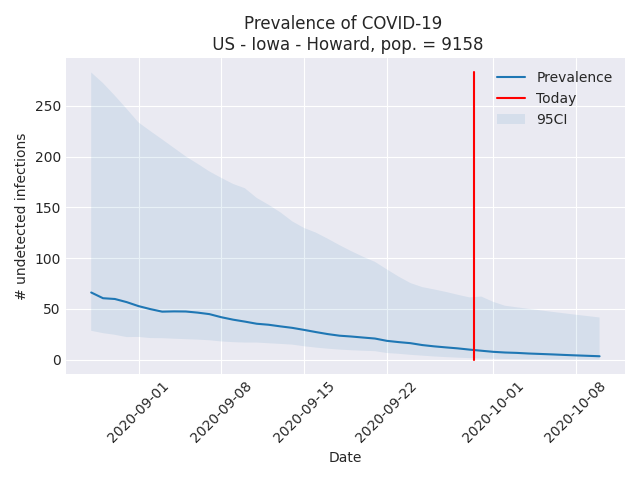 Prevalence of COVID-19
US - Iowa - Howard, pop. = 9158
Prevalence
Today
95CI
# undetected infections
250
200
150
100
50
0
2020-09-01
2020-09-08
2020-09-15
2020-09-22
2020-10-01
2020-10-08
Date